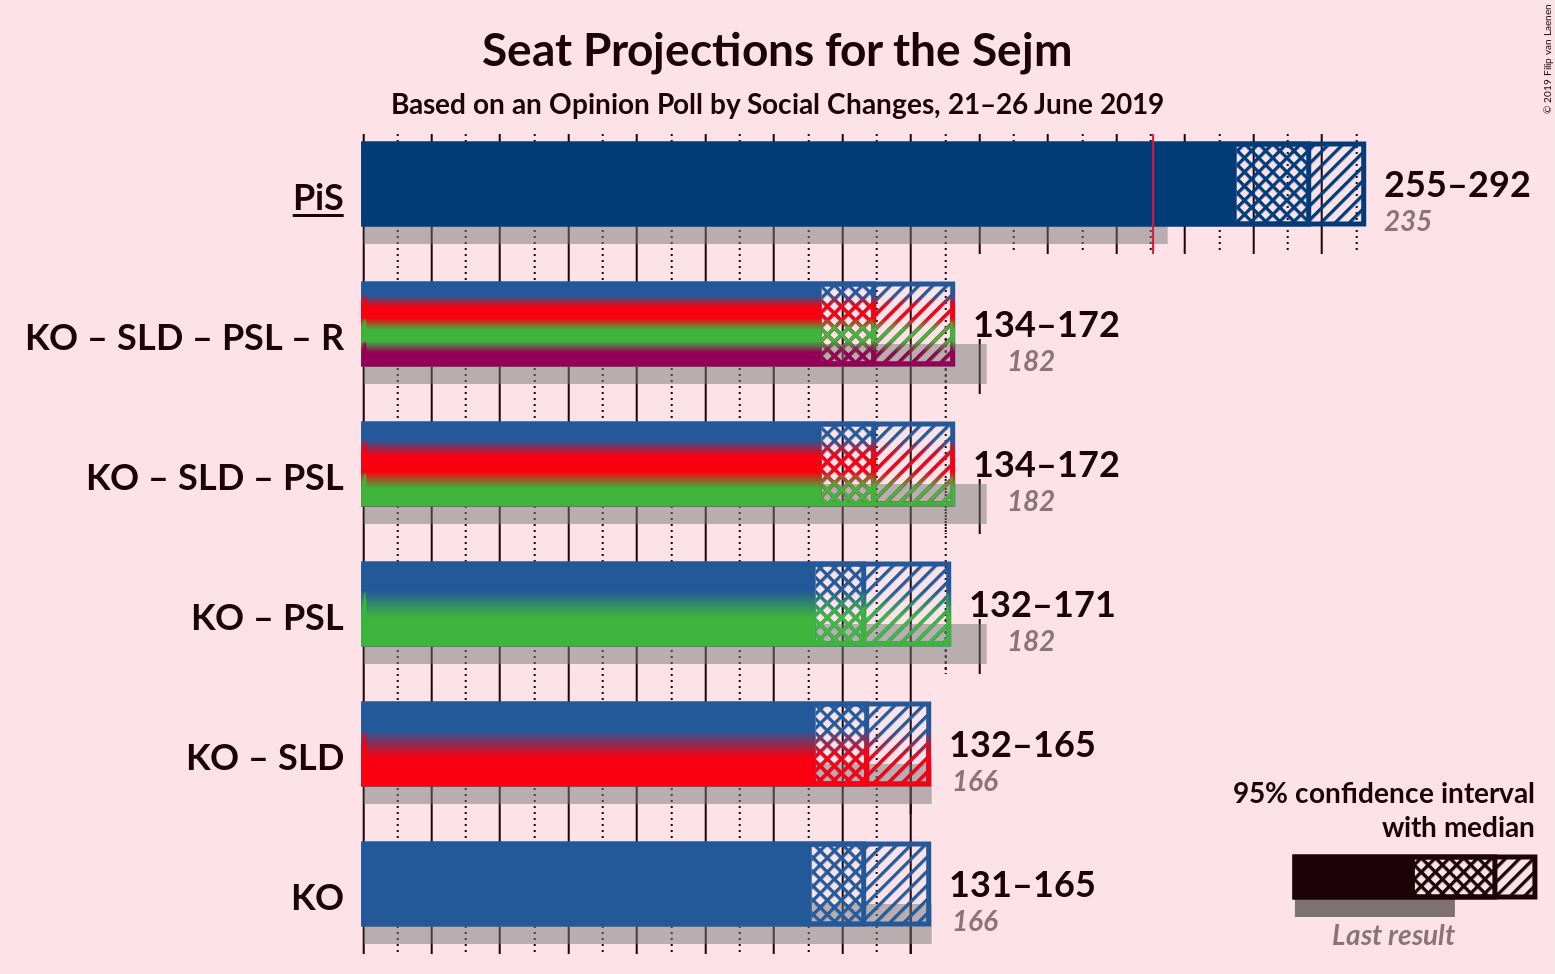 Seat Projections for the Sejm
Based on an Opinion Poll by Social Changes, 21–26 June 2019
© 2019 Filip van Laenen
PiS
255–292
235
KO – SLD – PSL – R
134–172
182
KO – SLD – PSL
134–172
182
KO – PSL
132–171
182
KO – SLD
132–165
166
KO
131–165
166
95% confidence interval
with median
Last result